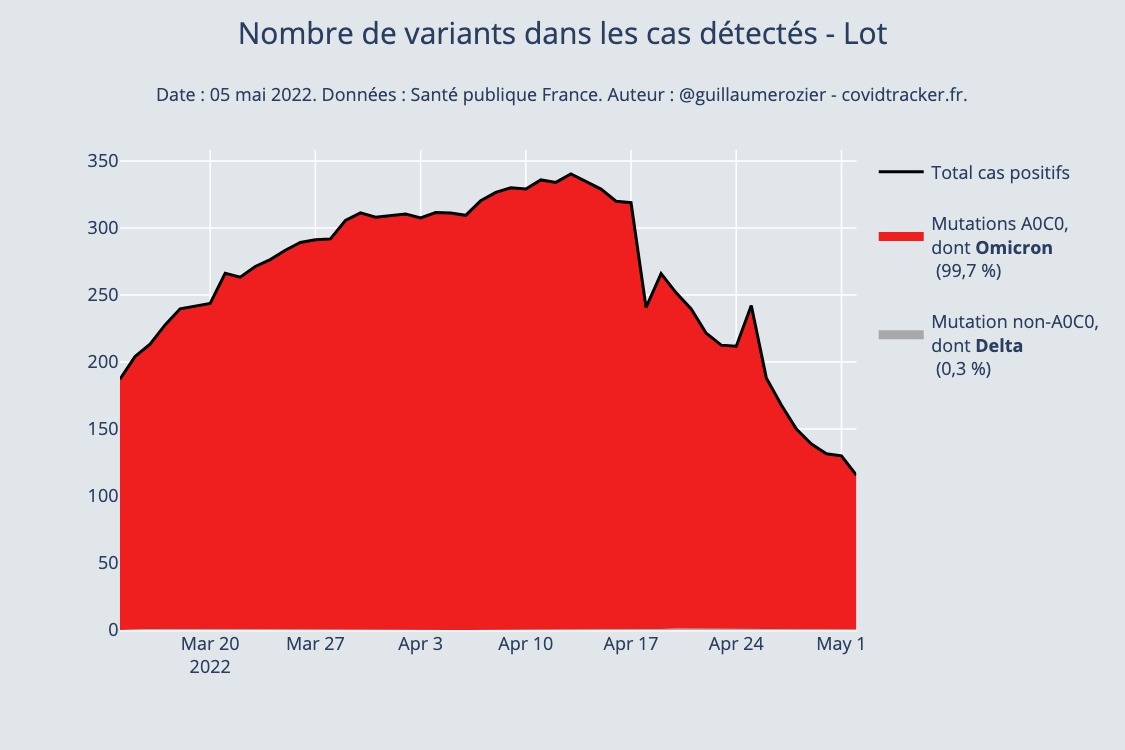 Nombre de variants dans les cas détectés - Lot
Date : 05 mai 2022. Données : Santé publique France. Auteur : @guillaumerozier - covidtracker.fr.
350
300
250
200
150
100
50
0
Mar 20
2022
Mar 27
Apr 3
Apr 10
Apr 17
Apr 24
May 1
Total cas positifs
Mutations A0C0,
dont Omicron
(99,7 %)
Mutation non-A0C0,
dont Delta
(0,3 %)